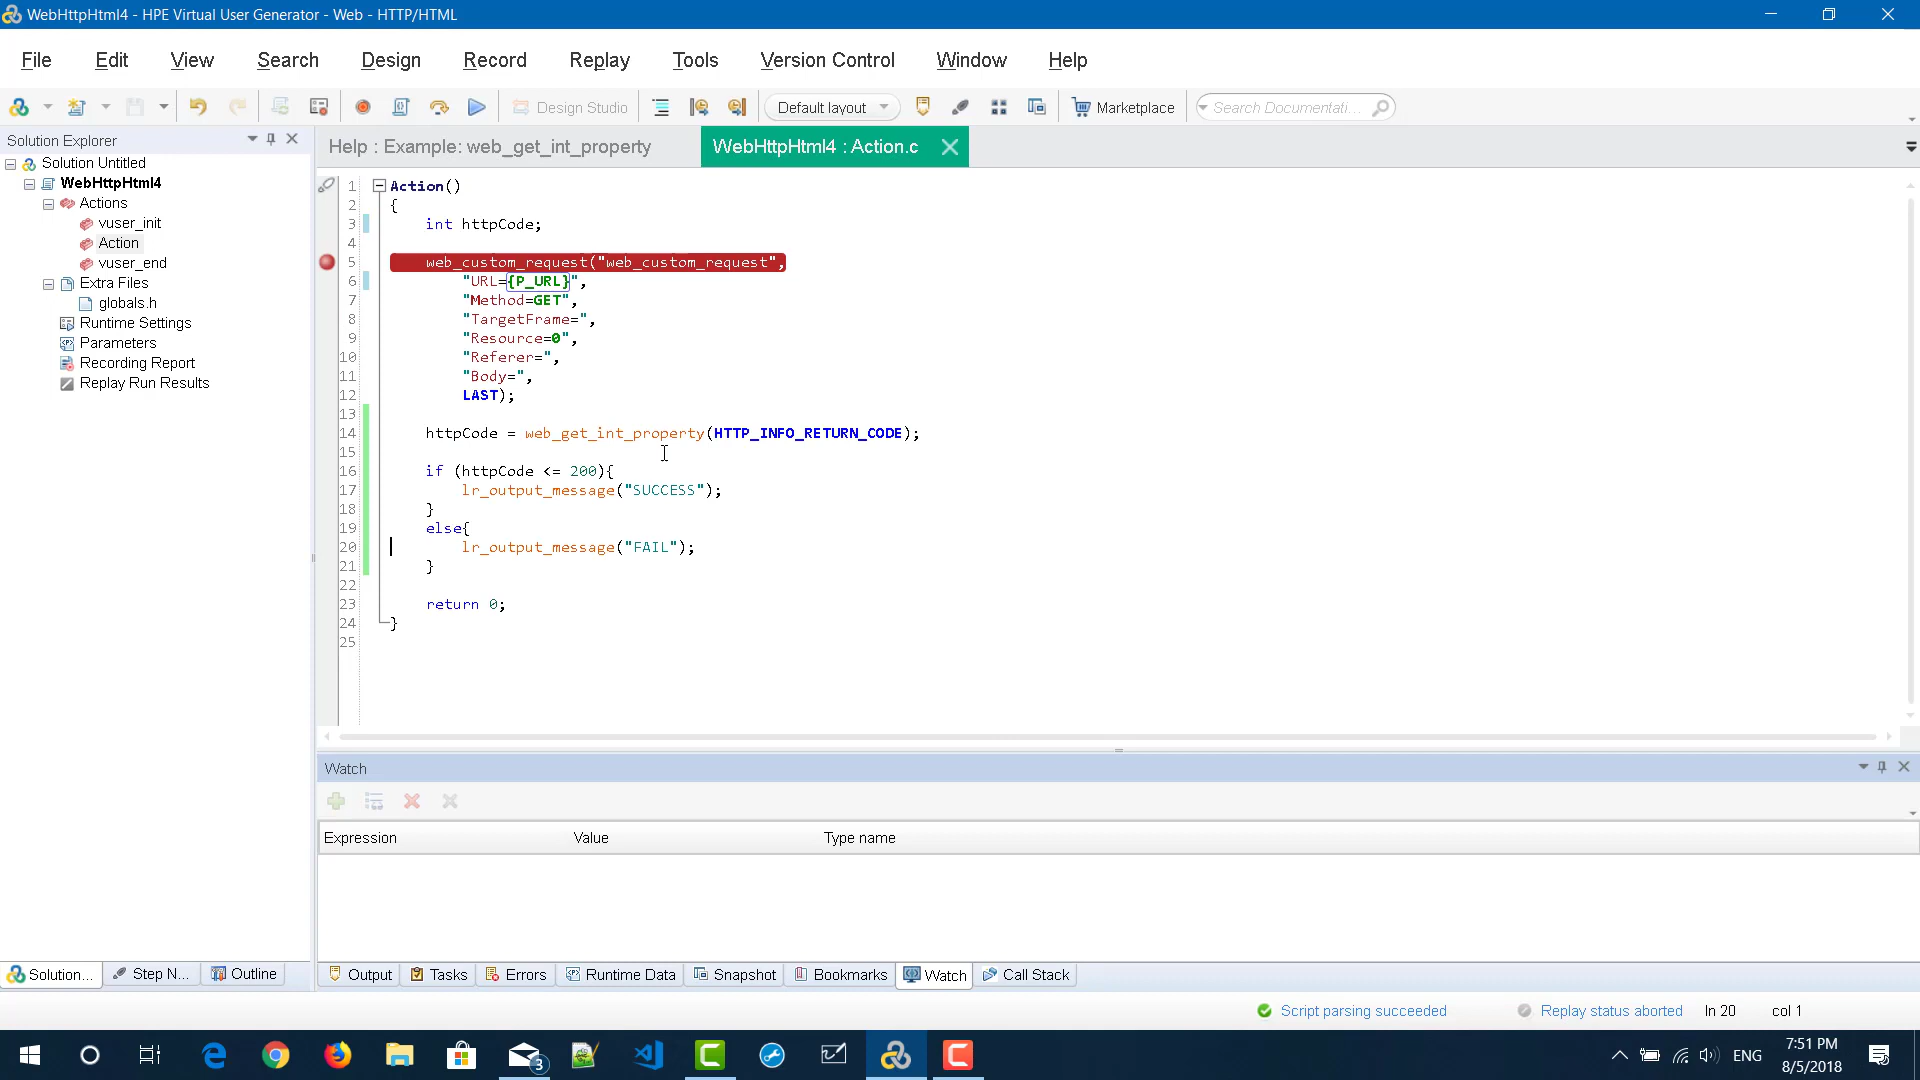 WebHttpHtml4 - HPE Virtual User Generator - Web - HTTP/HTML
File Edit View Search Design Record Replay Tools Version Control Window Help
Design Studio Default layout Marketplace Search Documentati...
Solution Explorer
Solution Untitled
WebHttpHtml4
Actions
vuser_init
Action
vuser_end
Extra Files
globals.h
Runtime Settings
Parameters
Recording Report
Replay Run Results
Solution... Step N... Outline
Help : Example: web_get_int_property WebHttpHtml4 : Action.c
1 Action()
2 {
3 int httpCode;
4
5 web_custom_request("web_custom_request",
6 "URL={P_URL}",
7 "Method=GET",
8 "TargetFrame=",
9 "Resource=0",
10 "Referer=",
11 "Body=",
12 LAST);
13
14 httpCode = web_get_int_property(HTTP_INFO_RETURN_CODE);
15
16 if (httpCode <= 200){
17 lr_output_message("SUCCESS");
18 }
19 else{
20 lr_output_message("FAIL");
21 }
22
23 return 0;
24 }
25
Watch
Expression Value Type name
Output Tasks Errors Runtime Data Snapshot Bookmarks Watch Call Stack
Script parsing succeeded Replay status aborted ln 20 col 1
3 ENG 7:51 PM
8/5/2018